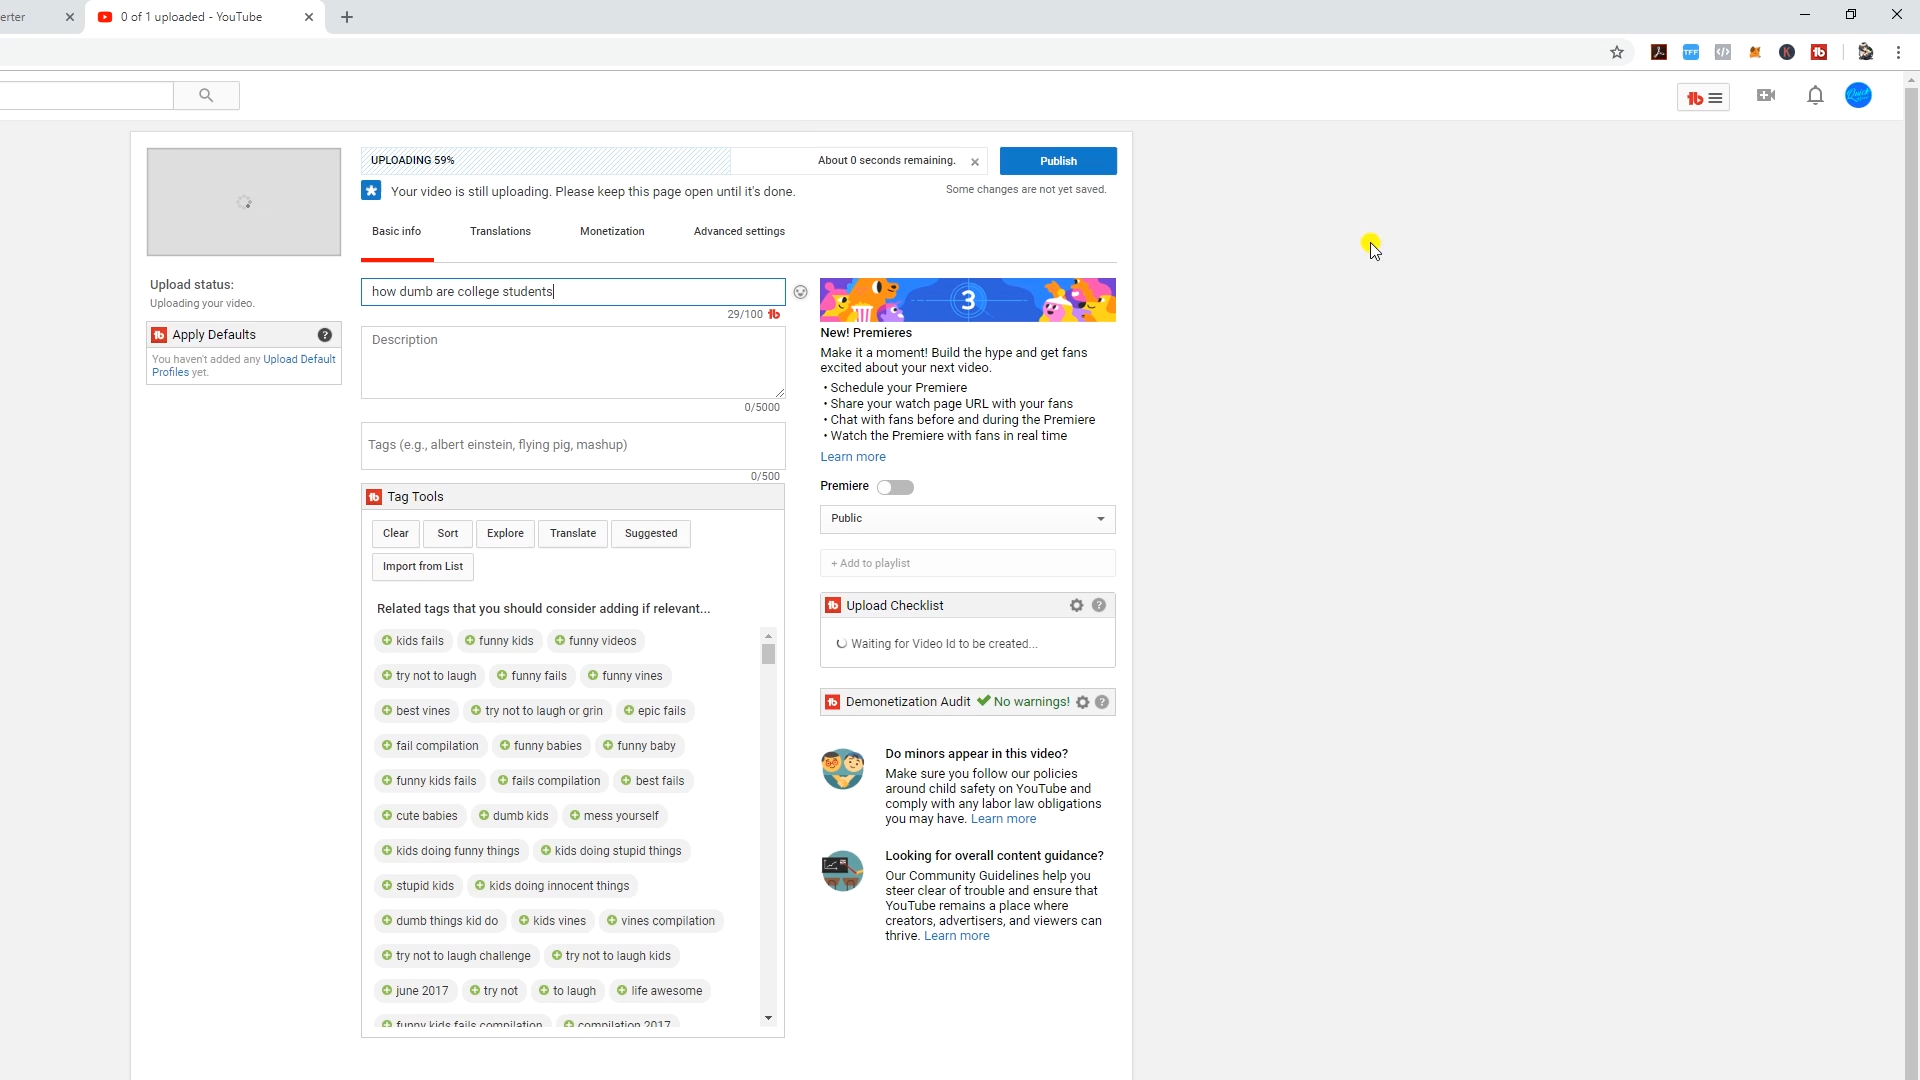 erter
0 of 1 uploaded - YouTube
UPLOADING 59%
About 0 seconds remaining.
Publish
Your video is still uploading. Please keep this page open until it's done.
Some changes are not yet saved.
Basic info
Translations
Monetization
Advanced settings
Upload status:
Uploading your video.
Apply Defaults
You haven't added any Upload Default
Profiles yet.
how dumb are college students
29/100
Description
0/5000
Tags (e.g., albert einstein, flying pig, mashup)
0/500
Tag Tools
Clear
Sort
Explore
Translate
Suggested
Import from List
Related tags that you should consider adding if relevant...
kids fails
funny kids
funny videos
try not to laugh
funny fails
funny vines
best vines
try not to laugh or grin
epic fails
fail compilation
funny babies
funny baby
funny kids fails
fails compilation
best fails
cute babies
dumb kids
mess yourself
kids doing funny things
kids doing stupid things
stupid kids
kids doing innocent things
dumb things kid do
kids vines
vines compilation
try not to laugh challenge
try not to laugh kids
june 2017
try not
to laugh
life awesome
funny kids fails compilation
compilation 2017
3
New! Premieres
Make it a moment! Build the hype and get fans
excited about your next video.
• Schedule your Premiere
• Share your watch page URL with your fans
• Chat with fans before and during the Premiere
• Watch the Premiere with fans in real time
Learn more
Premiere
Public
+ Add to playlist
Upload Checklist
Waiting for Video Id to be created...
Demonetization Audit
No warnings!
Do minors appear in this video?
Make sure you follow our policies
around child safety on YouTube and
comply with any labor law obligations
you may have. Learn more
Looking for overall content guidance?
Our Community Guidelines help you
steer clear of trouble and ensure that
YouTube remains a place where
creators, advertisers, and viewers can
thrive. Learn more